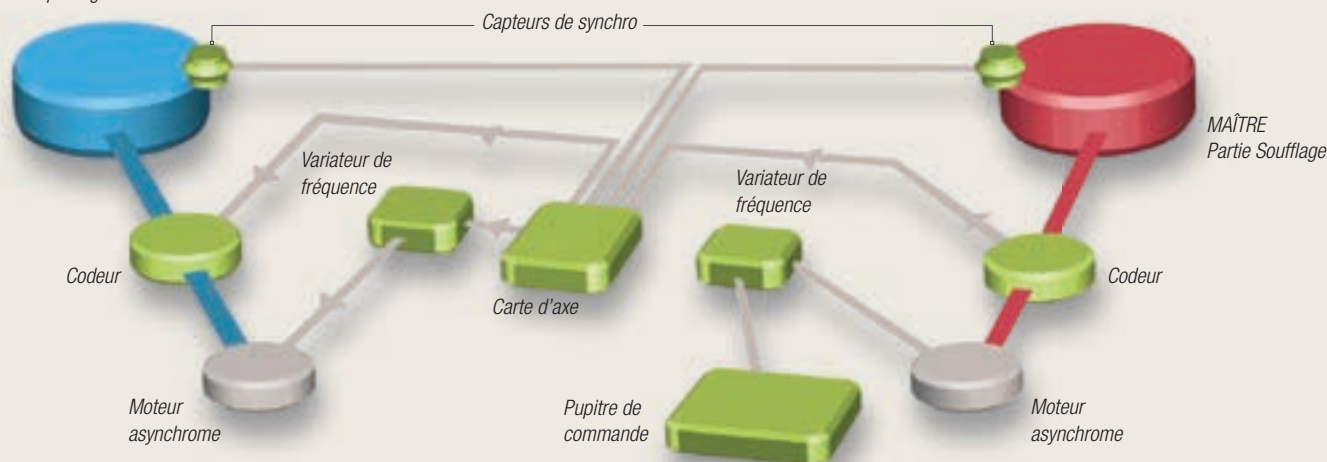 Capteurs de synchro
MAÎTRE
Partie Soufflage
Variateur de
fréquence
Variateur de
fréquence
Codeur
Codeur
Carte d'axe
Moteur
asynchrome
Pupitre de
commande
Moteur
asynchrome